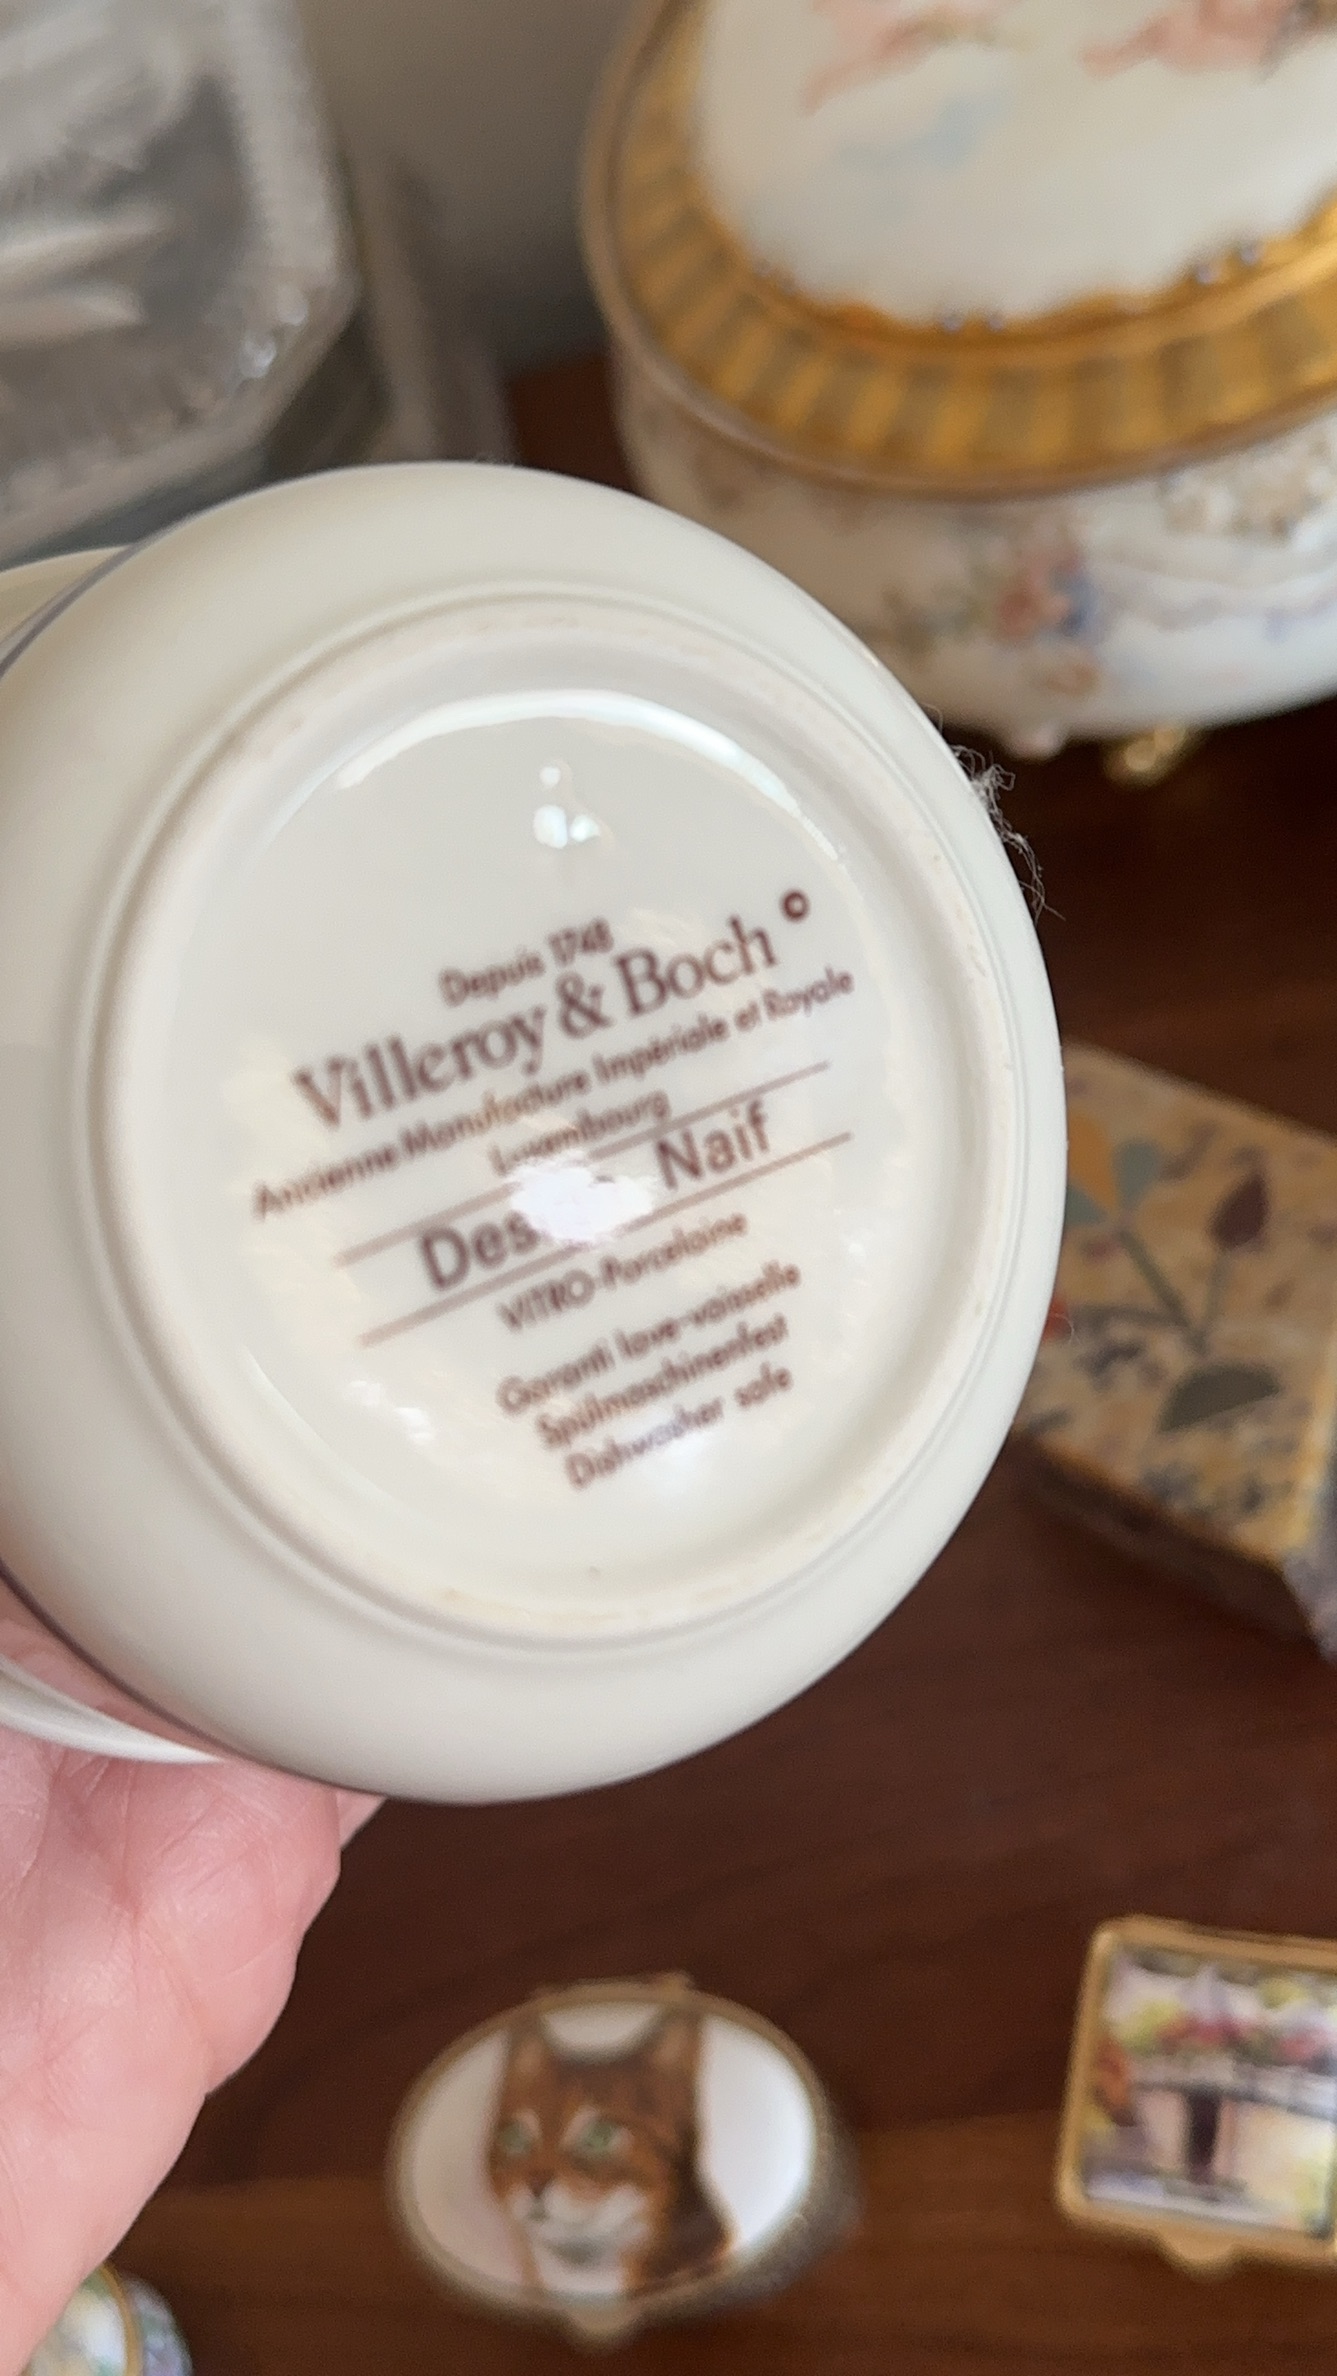 Depuis 1748
Villeroy & Boch ©
Ancienne Manufacture Impériale et Royale
Luxembourg
Naif
VITRO-Porcelaine
Garanti lave-vaisselle
Spülmaschinenfest
Dishwasher safe